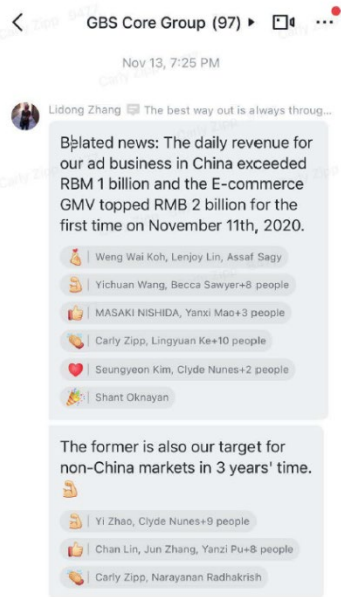 GBS Core Group (97)
Nov 13, 7:25 PM
Lidong Zhang The best way out is always throug...
Belated news: The daily revenue for
our ad business in China exceeded
RBM 1 billion and the E-commerce
GMV topped RMB 2 billion for the
first time on November 11th, 2020.
Weng Wai Koh, Lenjoy Lin, Assaf Sagy
Yichuan Wang, Becca Sawyer+8 people
MASAKI NISHIDA, Yanxi Mao+3 people
Carly Zipp, Lingyuan Ke+10 people
Seungyeon Kim, Clyde Nunes+2 people
Shant Oknayan
The former is also our target for
non-China markets in 3 years' time.
Yi Zhao, Clyde Nunes+9 people
Chan Lin, Jun Zhang, Yanzi Pu+8 people
Carly Zipp, Narayanan Radhakrish